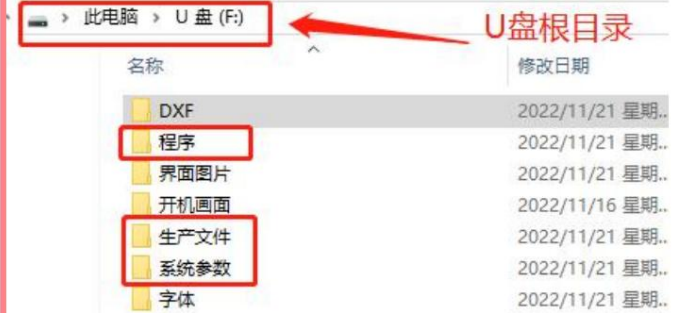 此电脑 > U 盘 (F:)
U盘根目录
名称 修改日期
DXF 2022/11/21 星期...
程序 2022/11/21 星期...
界面图片 2022/11/21 星期...
开机画面 2022/11/16 星期...
生产文件 2022/11/21 星期...
系统参数 2022/11/21 星期...
字体 2022/11/21 星期...